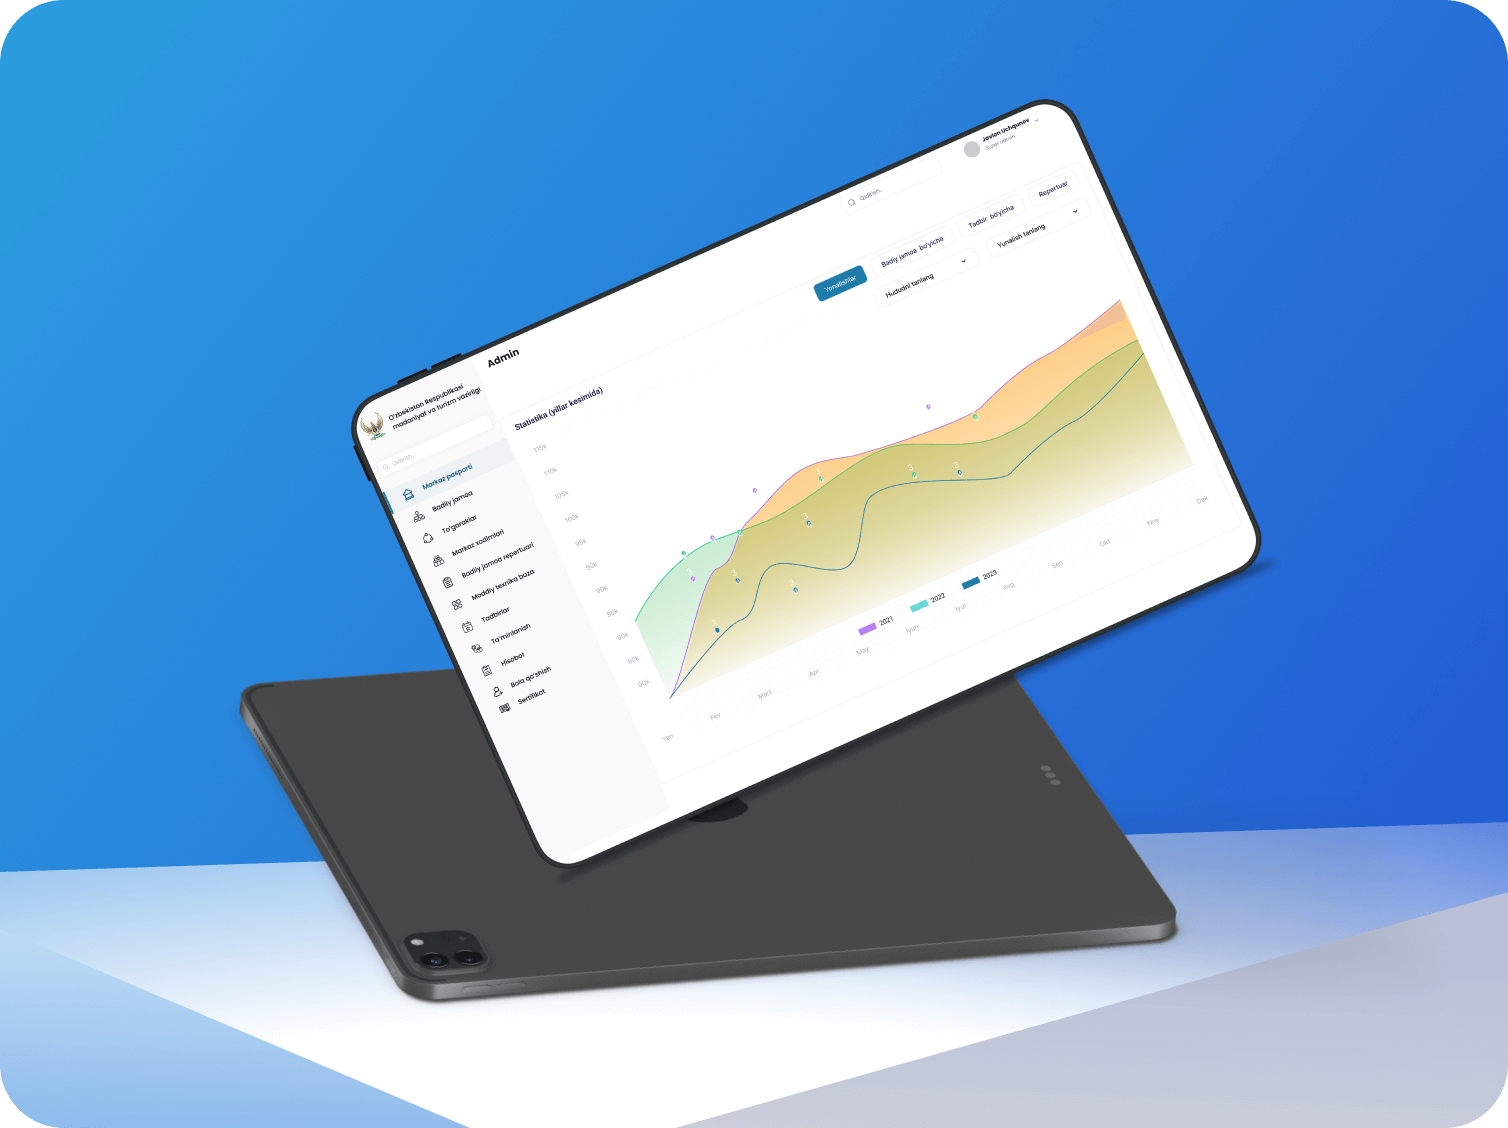 Javlon Uchqunov
Super admin
Qidirish...
Admin
O'zbekiston Respublikasi
madaniyat va turizm vazirligi
Qidirish...
Markaz pasporti
Badiiy jamoa
To'garaklar
Markaz xodimlari
Badiiy jamoa repertuari
Moddiy texnika baza
Tadbirlar
Ta'minlanish
Hisobot
Bola qo'shish
Sertifikat
Statistika (yillar kesimida)
Yonalishlar
Badiy jamoa bo'yicha
Tadbir bo'yicha
Repertuar
Hududni tanlang
Yunalish tanlang
115k
110k
105k
100k
95k
90k
90k
90k
90k
90k
90k
Yan
Fev
Mart
Apr
May
Iyun
Iyul
Avg
Sen
Okt
Noy
Dek
2021
2022
2023